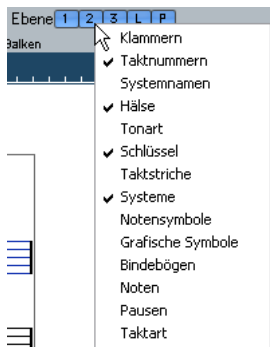 Ebene 1 2 3 L P
Balken
Klammern
Taktnummern
Systemnamen
Hälse
Tonart
Schlüssel
Taktstriche
Systeme
Notensymbole
Grafische Symbole
Bindebögen
Noten
Pausen
Taktart